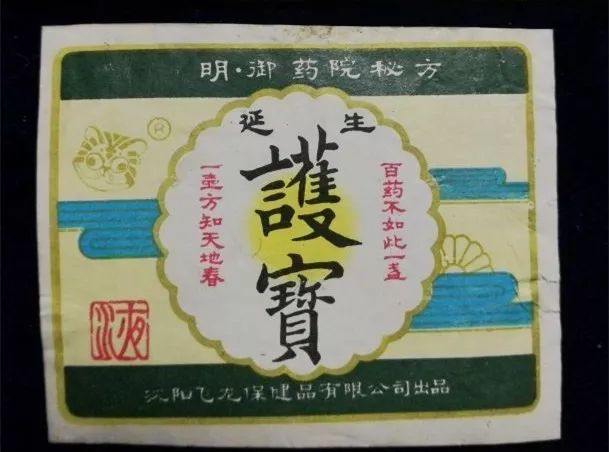 明·御药院秘方
延生
護寶
百药不如此一盏
一壶方知天地春
液
®
沈阳飞龙保健品有限公司出品